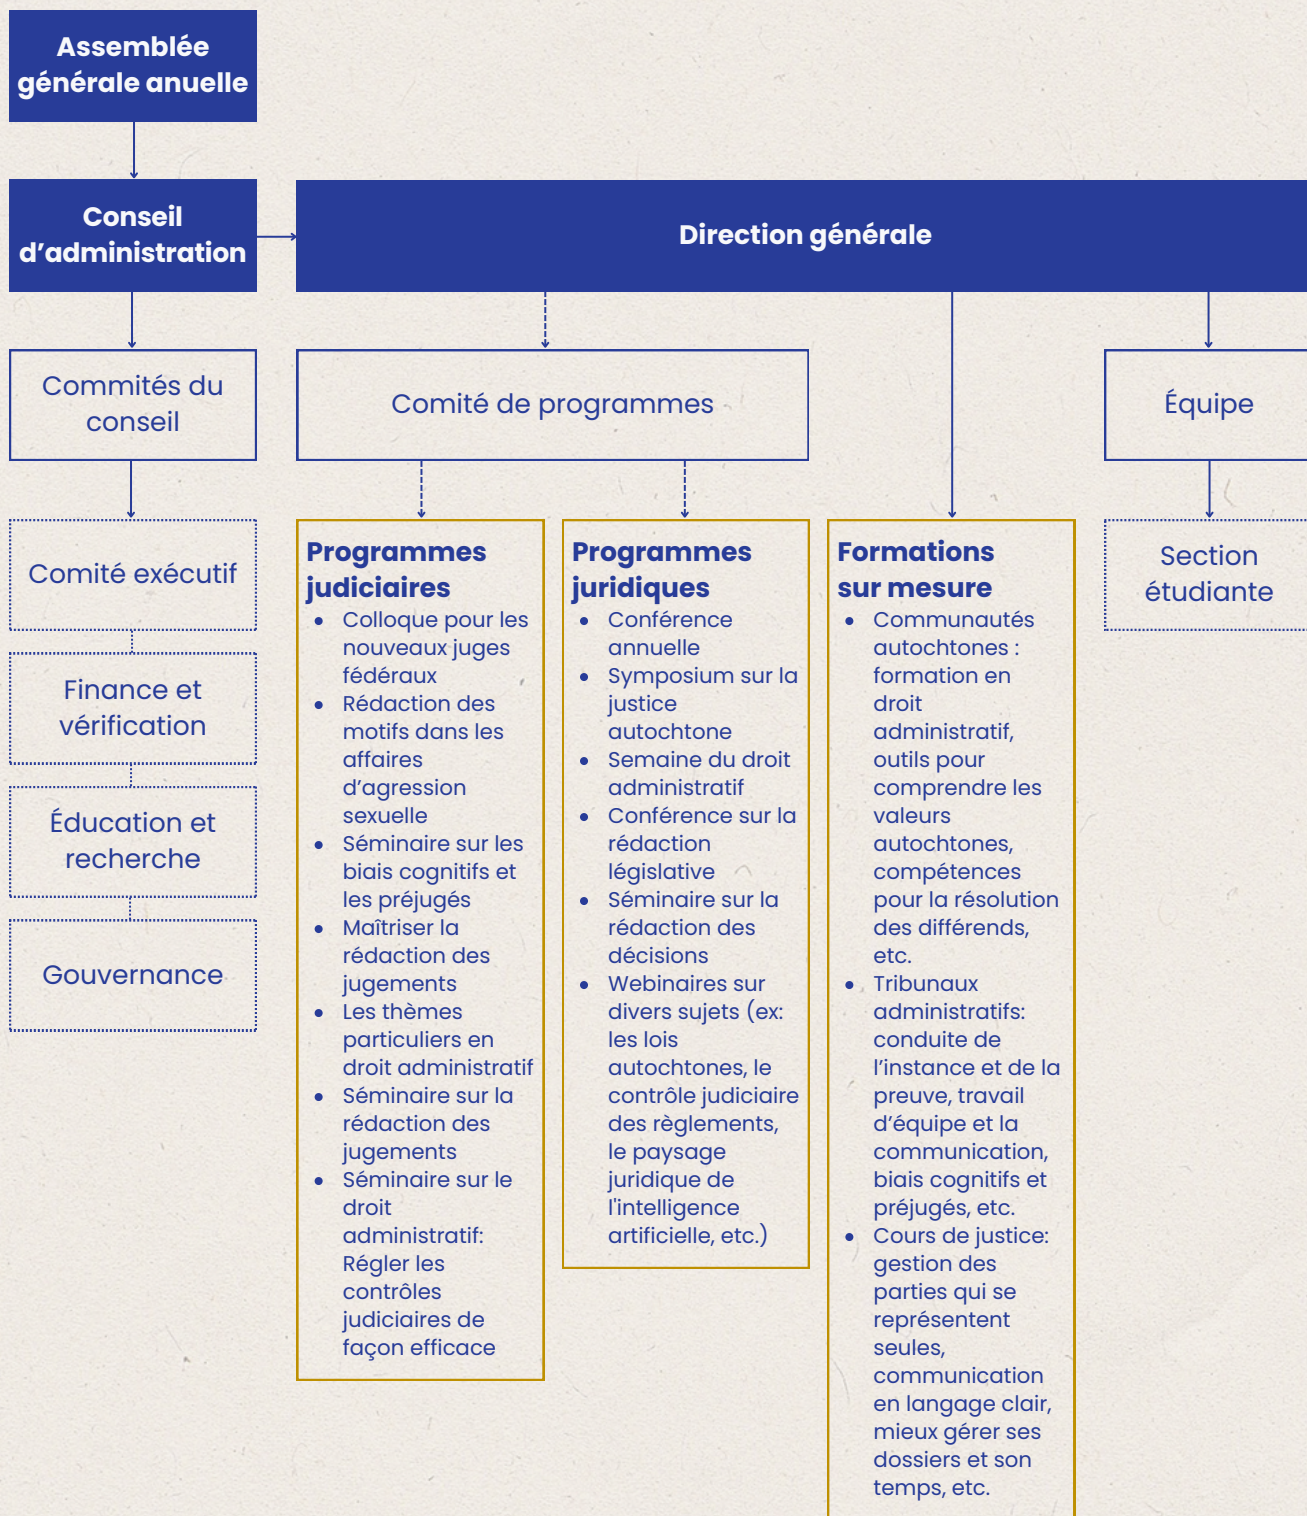 Assemblée
générale anuelle
Conseil
d’administration
Direction générale
Commités du
conseil
Comité de programmes
Équipe
Comité exécutif
Finance et
vérification
Éducation et
recherche
Gouvernance
Programmes
judiciaires
• Colloque pour les
nouveaux juges
fédéraux
• Rédaction des
motifs dans les
affaires
d’agression
sexuelle
• Séminaire sur les
biais cognitifs et
les préjugés
• Maîtriser la
rédaction des
jugements
• Les thèmes
particuliers en
droit administratif
• Séminaire sur la
rédaction des
jugements
• Séminaire sur le
droit
administratif:
Régler les
contrôles
judiciaires de
façon efficace
Programmes
juridiques
• Conférence
annuelle
• Symposium sur la
justice
autochtone
• Semaine du droit
administratif
• Conférence sur la
rédaction
législative
• Séminaire sur la
rédaction des
décisions
• Webinaires sur
divers sujets (ex:
les lois
autochtones, le
contrôle judiciaire
des règlements,
le paysage
juridique de
l'intelligence
artificielle, etc.)
Formations
sur mesure
• Communautés
autochtones :
formation en
droit
administratif,
outils pour
comprendre les
valeurs
autochtones,
compétences
pour la résolution
des différends,
etc.
• Tribunaux
administratifs:
conduite de
l’instance et de la
preuve, travail
d’équipe et la
communication,
biais cognitifs et
préjugés, etc.
• Cours de justice:
gestion des
parties qui se
représentent
seules,
communication
en langage clair,
mieux gérer ses
dossiers et son
temps, etc.
Section
étudiante